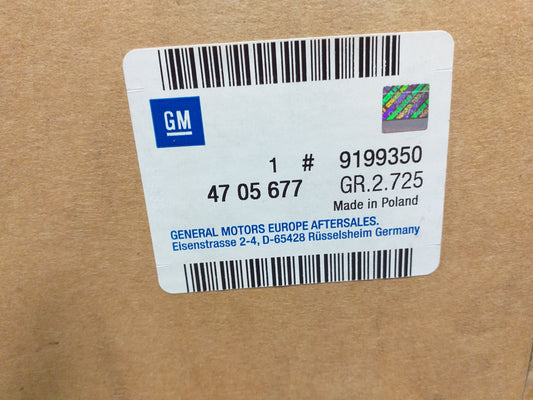 GM
1 # 9199350
47 05 677 GR.2.725
Made in Poland
GENERAL MOTORS EUROPE AFTERSALES.
Eisenstrasse 2-4, D-65428 Rüsselsheim Germany